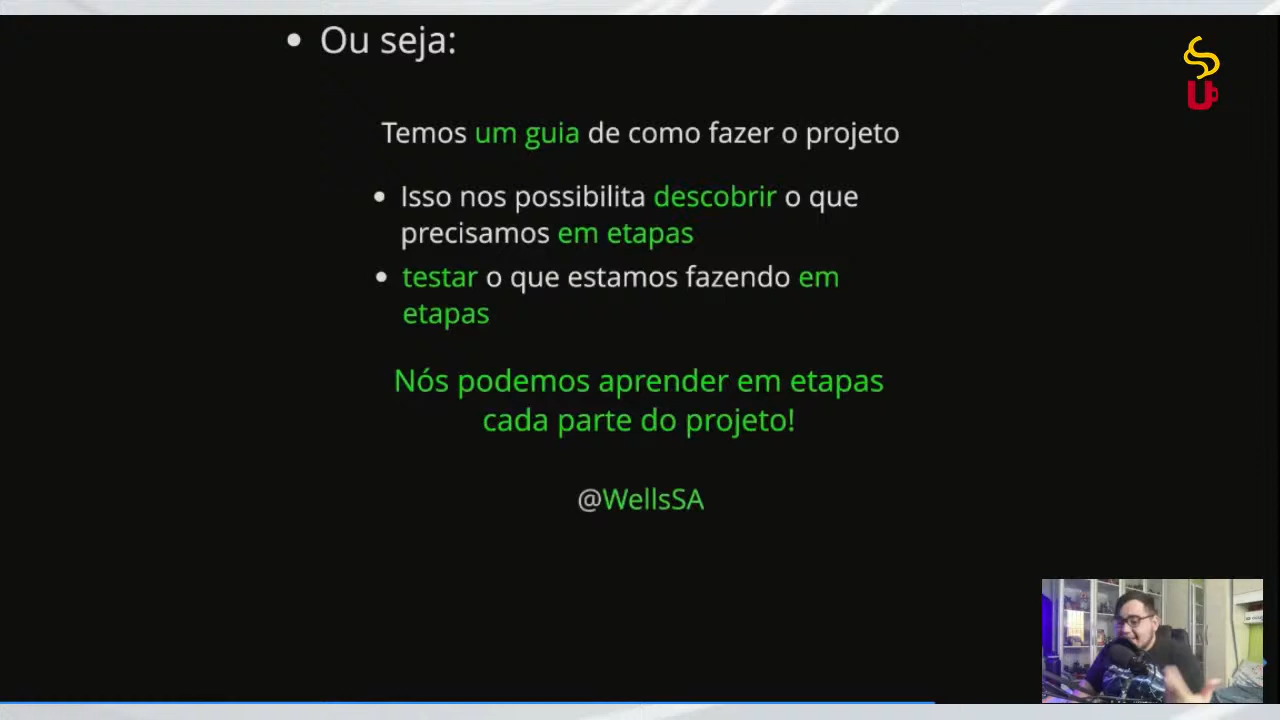 Ou seja:
Temos um guia de como fazer o projeto
Isso nos possibilita descobrir o que
precisamos em etapas
testar o que estamos fazendo em
etapas
Nós podemos aprender em etapas
cada parte do projeto!
@WellsSA